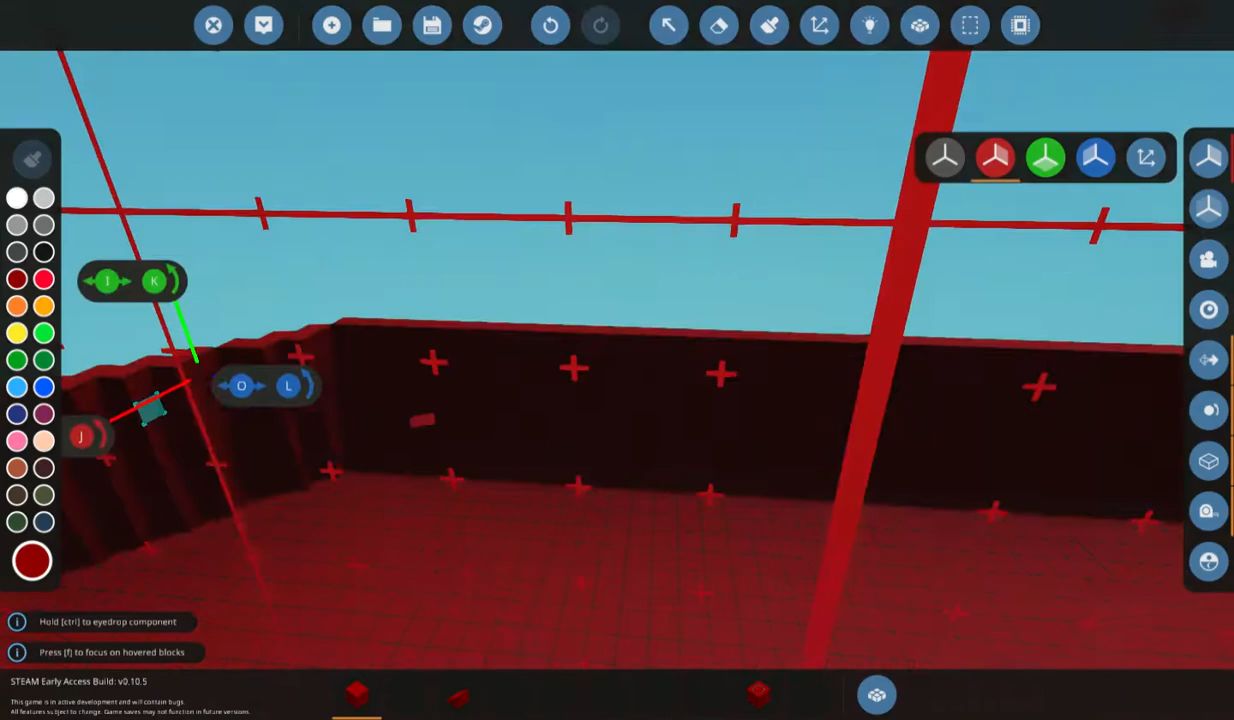 I K
O L
J
Hold [ctrl] to eyedrop component
Press [f] to focus on hovered blocks
STEAM Early Access Build: v0.10.5
This game is in active development and will contain bugs.
All features subject to change. Game saves may not function in future versions.